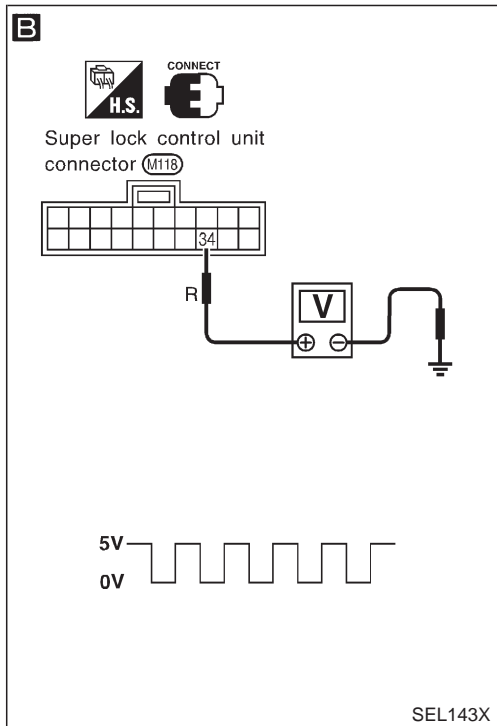 B
CONNECT
H.S.
Super lock control unit
connector M118
34
R
V
+ −
5V
0V
SEL143X